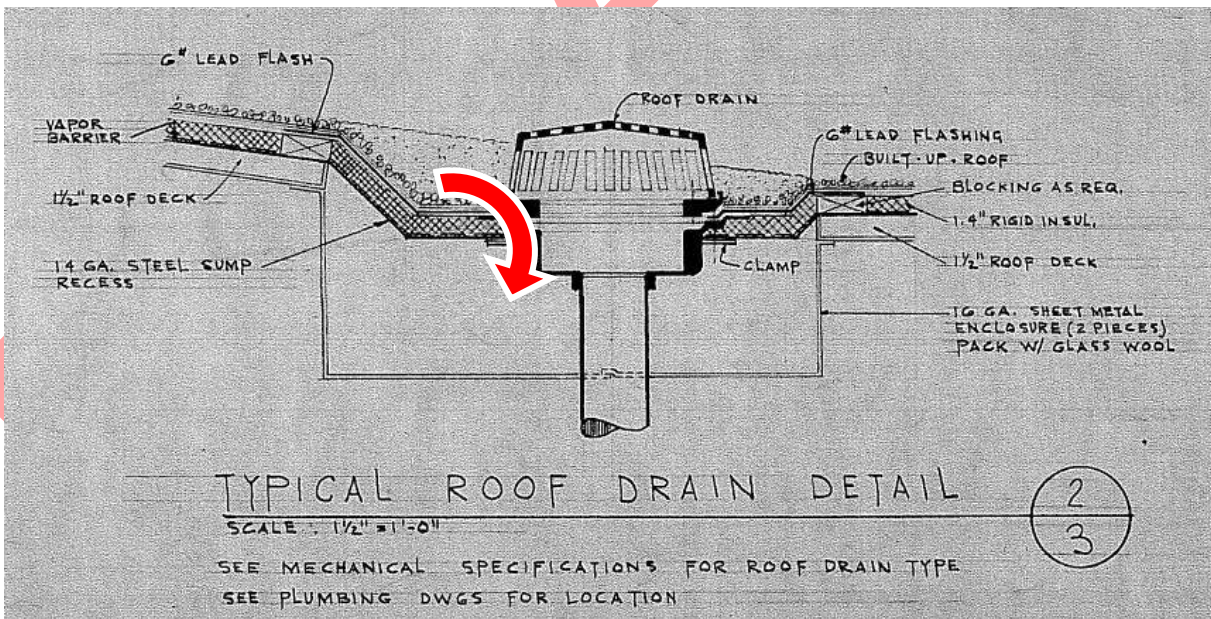 6# LEAD FLASH
ROOF DRAIN
VAPOR
BARRIER
6# LEAD FLASHING
BUILT-UP-ROOF
BLOCKING AS REQ.
1 1/2" ROOF DECK
1.4" RIGID INSUL.
14 GA. STEEL SUMP
RECESS
CLAMP
1 1/2" ROOF DECK
16 GA. SHEET METAL
ENCLOSURE (2 PIECES)
PACK W/ GLASS WOOL
TYPICAL ROOF DRAIN DETAIL
2
3
SCALE : 1 1/2" = 1'-0"
SEE MECHANICAL SPECIFICATIONS FOR ROOF DRAIN TYPE
SEE PLUMBING DWGS FOR LOCATION